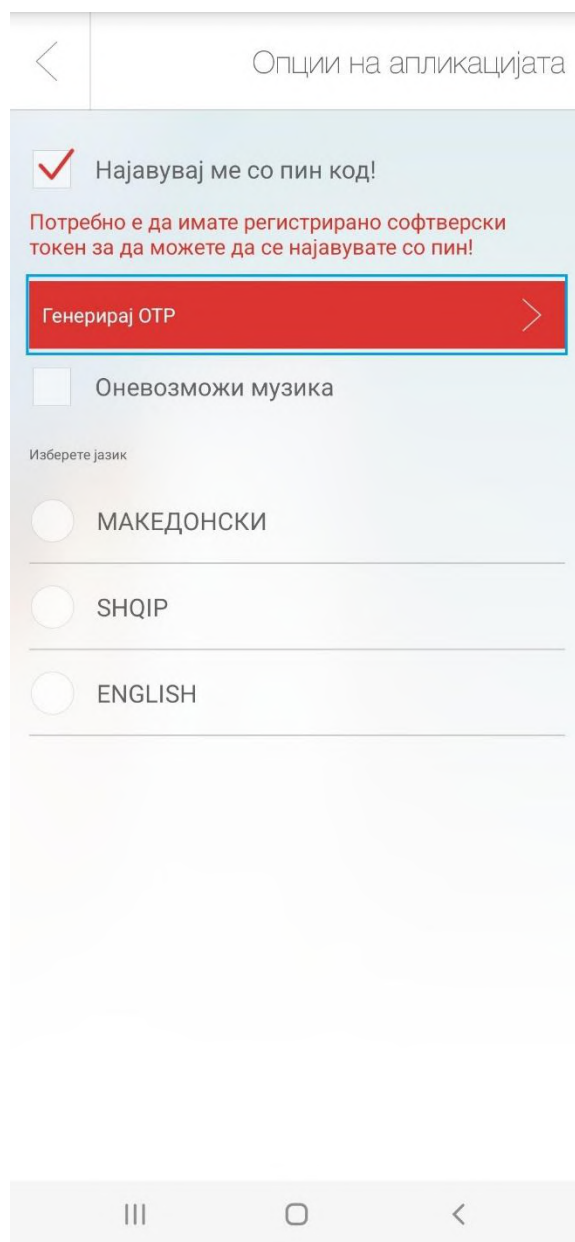 Опции на апликацијата
Најавувај ме со пин код!
Потребно е да имате регистрирано софтверски
токен за да можете да се најавувате со пин!
Генерирај ОТР
Оневозможи музика
Изберете јазик
МАКЕДОНСКИ
SHQIP
ENGLISH